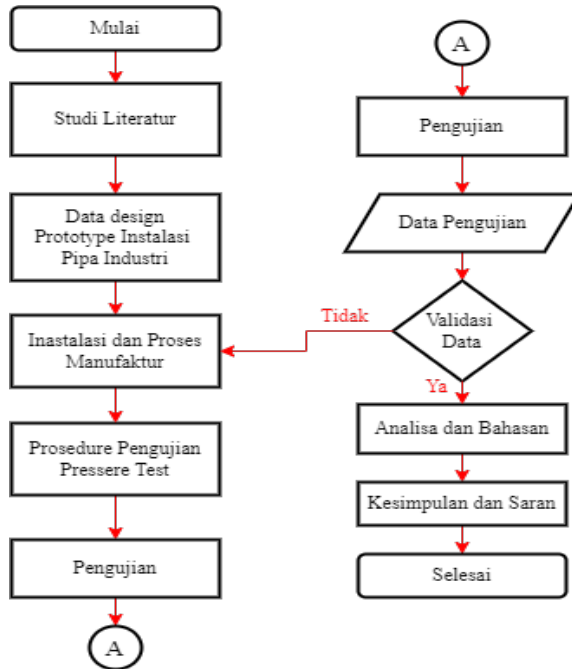 Mulai
Studi Literatur
Data design
Prototype Instalasi
Pipa Industri
Inastalasi dan Proses
Manufaktur
Prosedure Pengujian
Pressere Test
Pengujian
A
A
Pengujian
Data Pengujian
Validasi
Data
Tidak
Ya
Analisa dan Bahasan
Kesimpulan dan Saran
Selesai